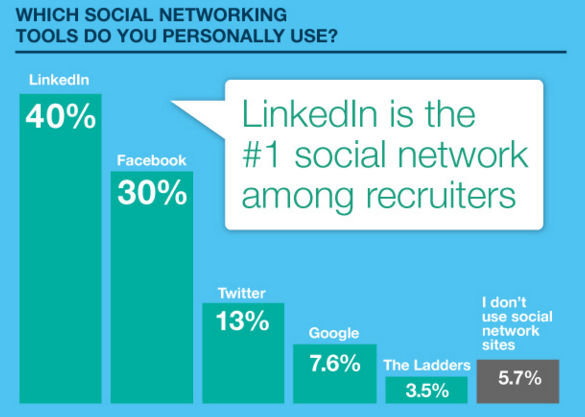 WHICH SOCIAL NETWORKING
TOOLS DO YOU PERSONALLY USE?
LinkedIn
40%
LinkedIn is the
#1 social network
among recruiters
Facebook
30%
Twitter
13%
Google
7.6%
The Ladders
3.5%
I don't
use social
network
sites
5.7%